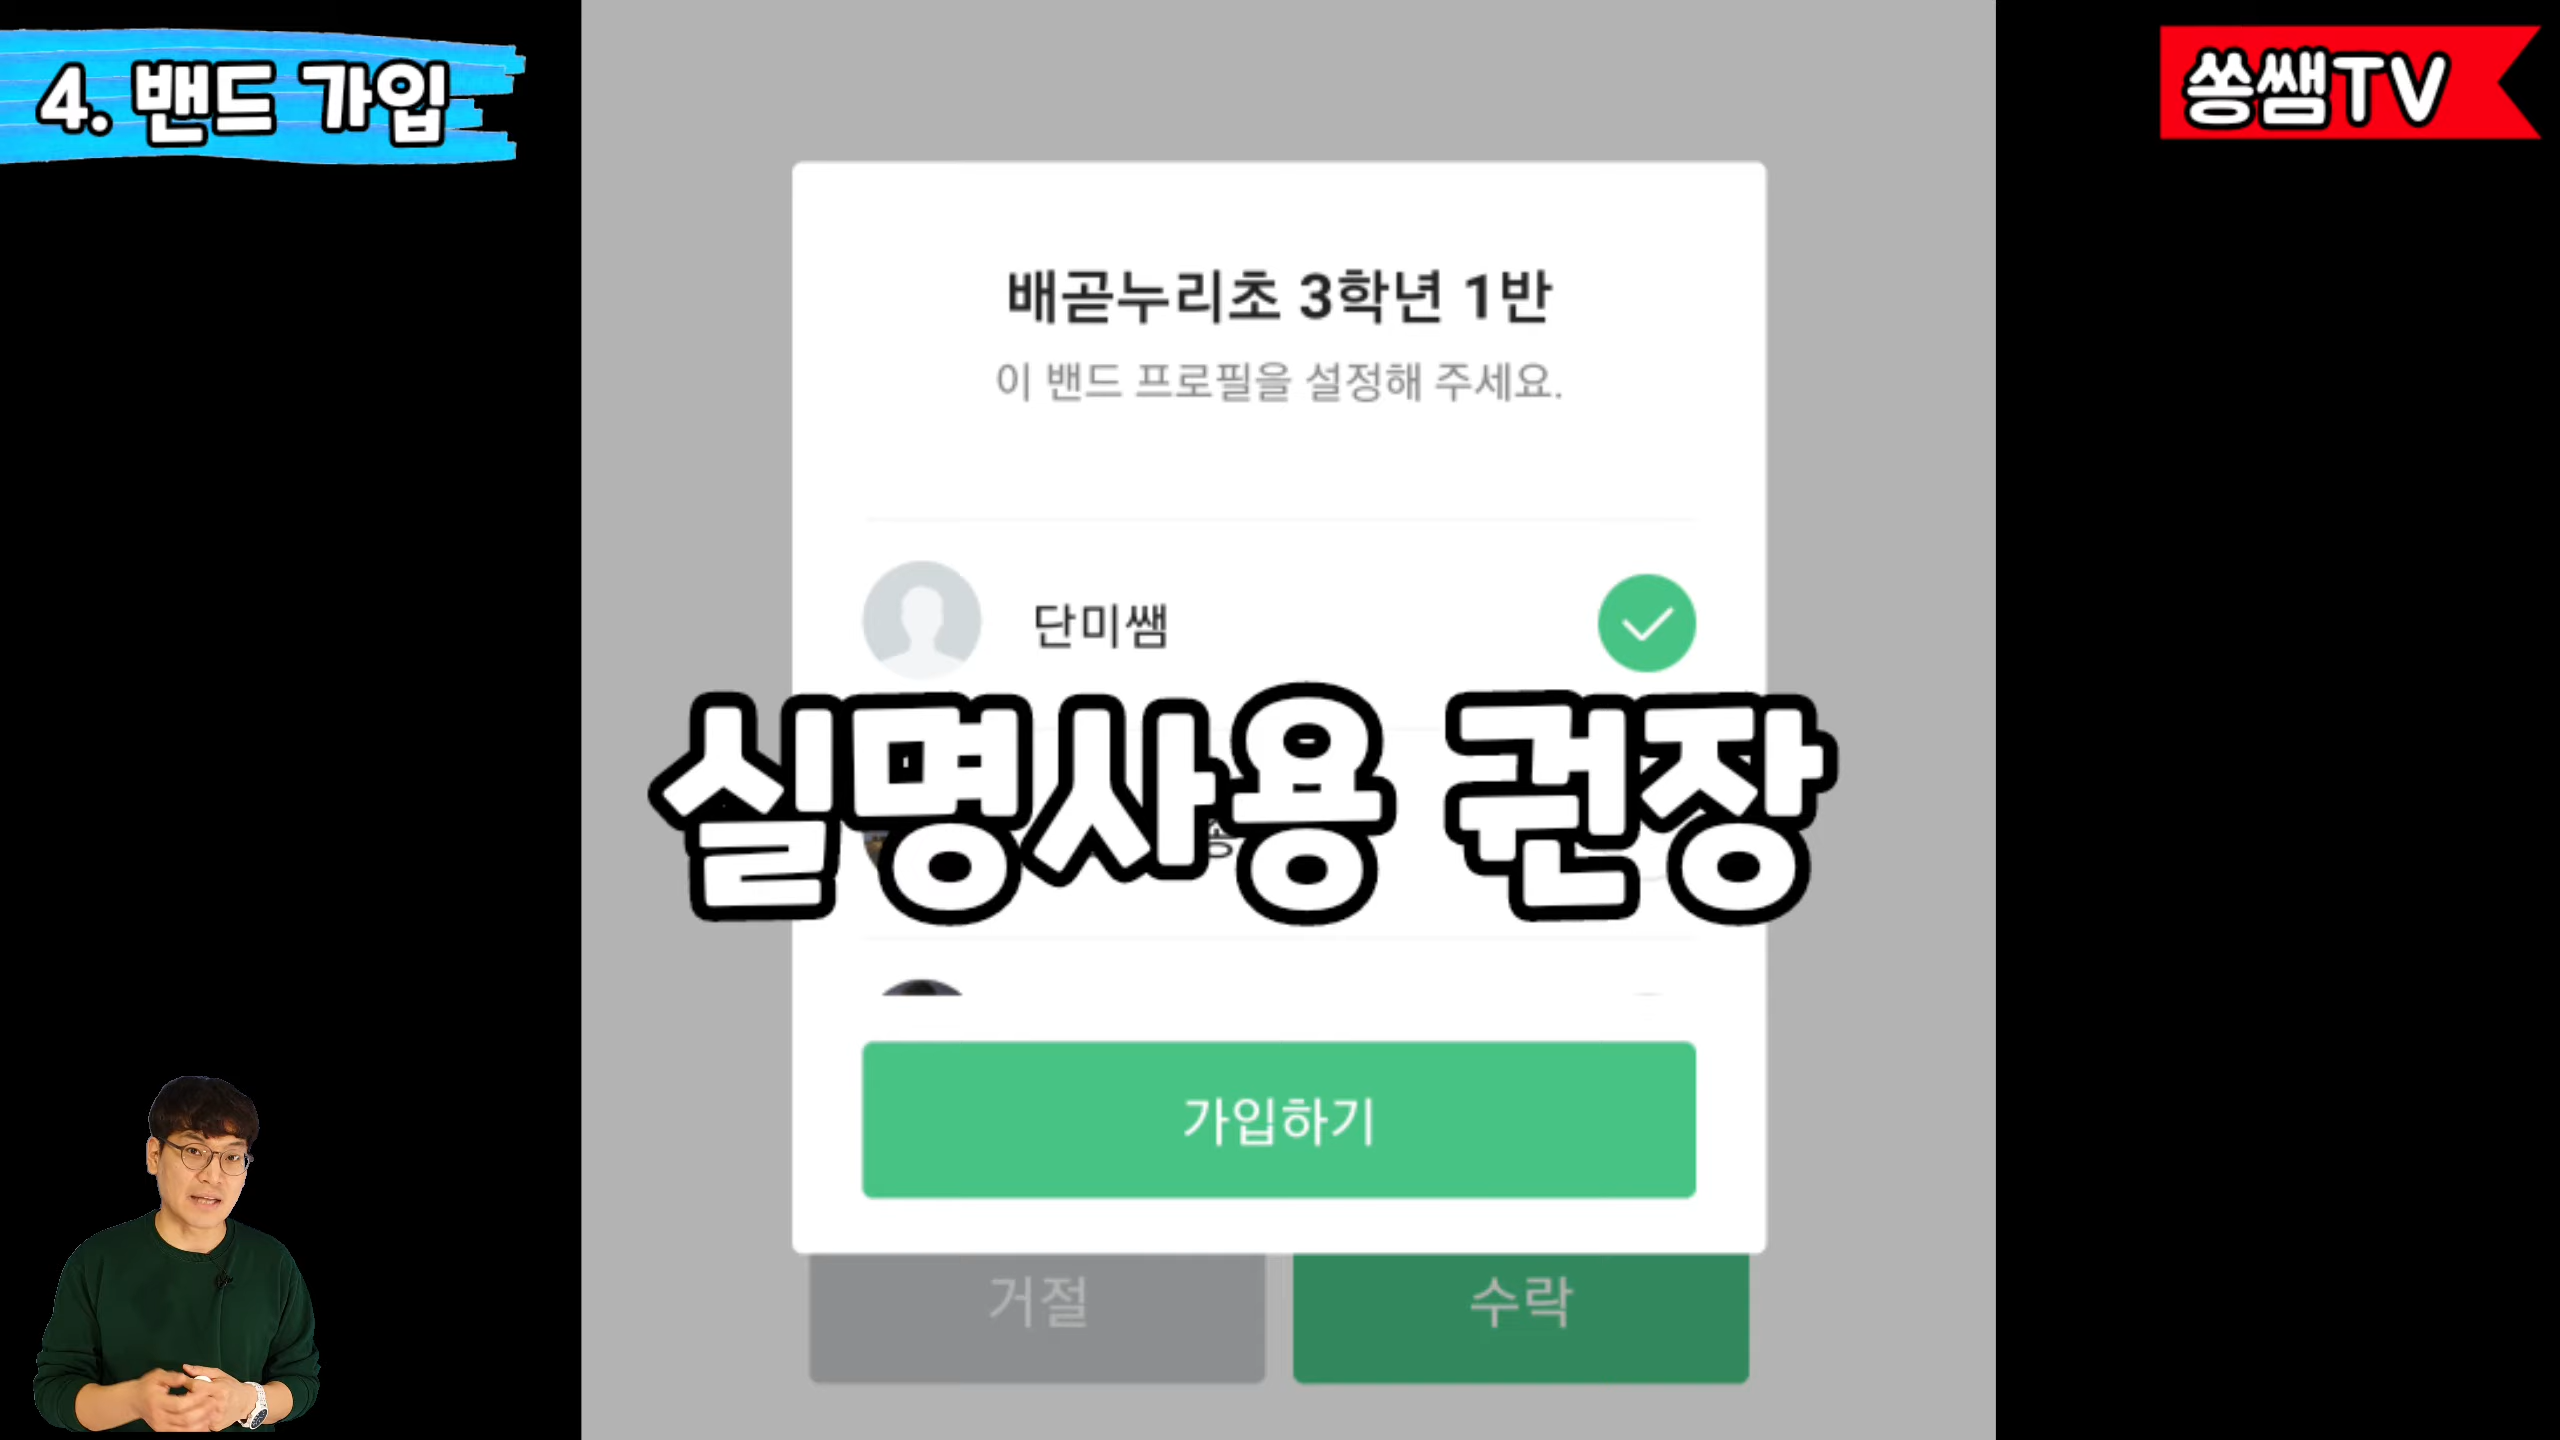 4. 밴드 가입
쏭쌤TV
배곧누리초 3학년 1반
이 밴드 프로필을 설정해 주세요.
단미쌤
실명사용 권장
가입하기
거절
수락